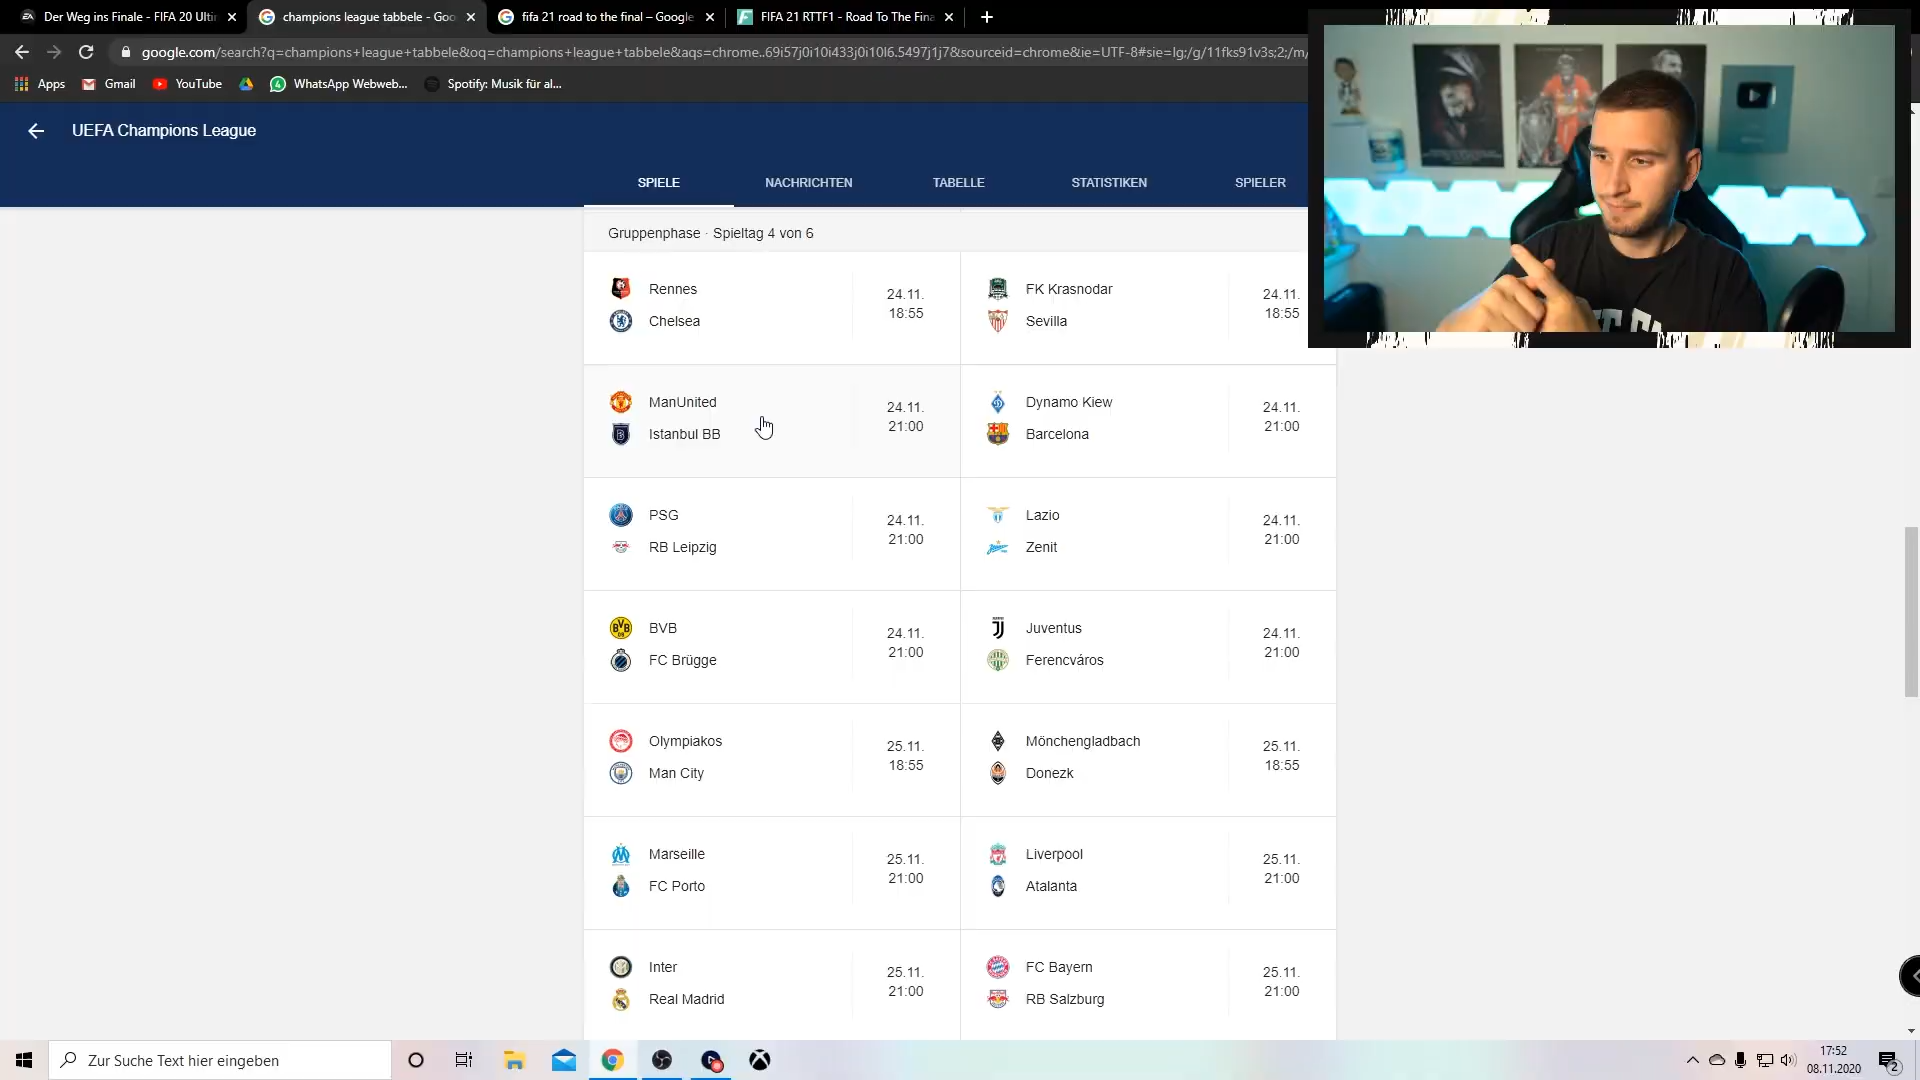 Der Weg ins Finale - FIFA 20 Ultir
champions league tabbele - Goo
fifa 21 road to the final – Google
FIFA 21 RTTF1 - Road To The Fina
google.com/search?q=champions+league+tabbele&oq=champions+league+tabbele&aqs=chrome..69i57j0i10i433j0i10l6.5497j1j7&sourceid=chrome&ie=UTF-8#sie=lg;/g/11fks91v3s;2;/m/
Apps
Gmail
YouTube
WhatsApp Webweb...
Spotify: Musik für al...
UEFA Champions League
SPIELE
NACHRICHTEN
TABELLE
STATISTIKEN
SPIELER
Gruppenphase · Spieltag 4 von 6
Rennes
Chelsea
24.11.
18:55
FK Krasnodar
Sevilla
24.11.
18:55
ManUnited
Istanbul BB
24.11.
21:00
Dynamo Kiew
Barcelona
24.11.
21:00
PSG
RB Leipzig
24.11.
21:00
Lazio
Zenit
24.11.
21:00
BVB
FC Brügge
24.11.
21:00
Juventus
Ferencváros
24.11.
21:00
Olympiakos
Man City
25.11.
18:55
Mönchengladbach
Donezk
25.11.
18:55
Marseille
FC Porto
25.11.
21:00
Liverpool
Atalanta
25.11.
21:00
Inter
Real Madrid
25.11.
21:00
FC Bayern
RB Salzburg
25.11.
21:00
Zur Suche Text hier eingeben
17:52
08.11.2020
2